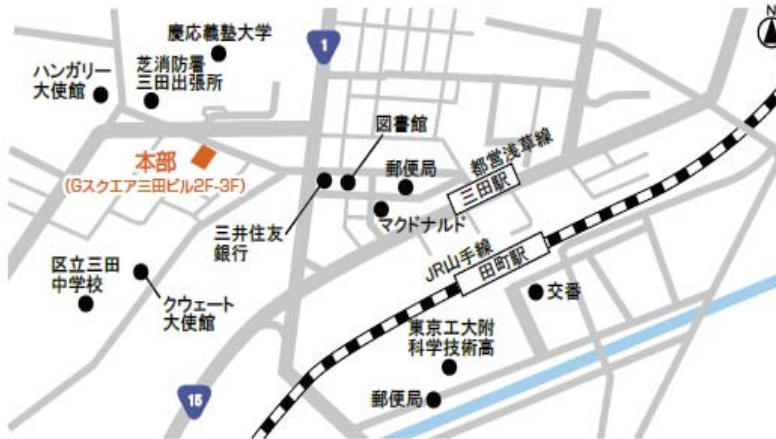 慶応義塾大学
1
N
ハンガリー
大使館
芝消防署
三田出張所
図書館
本部
(Gスクエア三田ビル2F-3F)
郵便局
都営浅草線
三田駅
マクドナルド
三井住友
銀行
JR山手線
田町駅
区立三田
中学校
クウェート
大使館
交番
東京工大附
科学技術高
15
郵便局